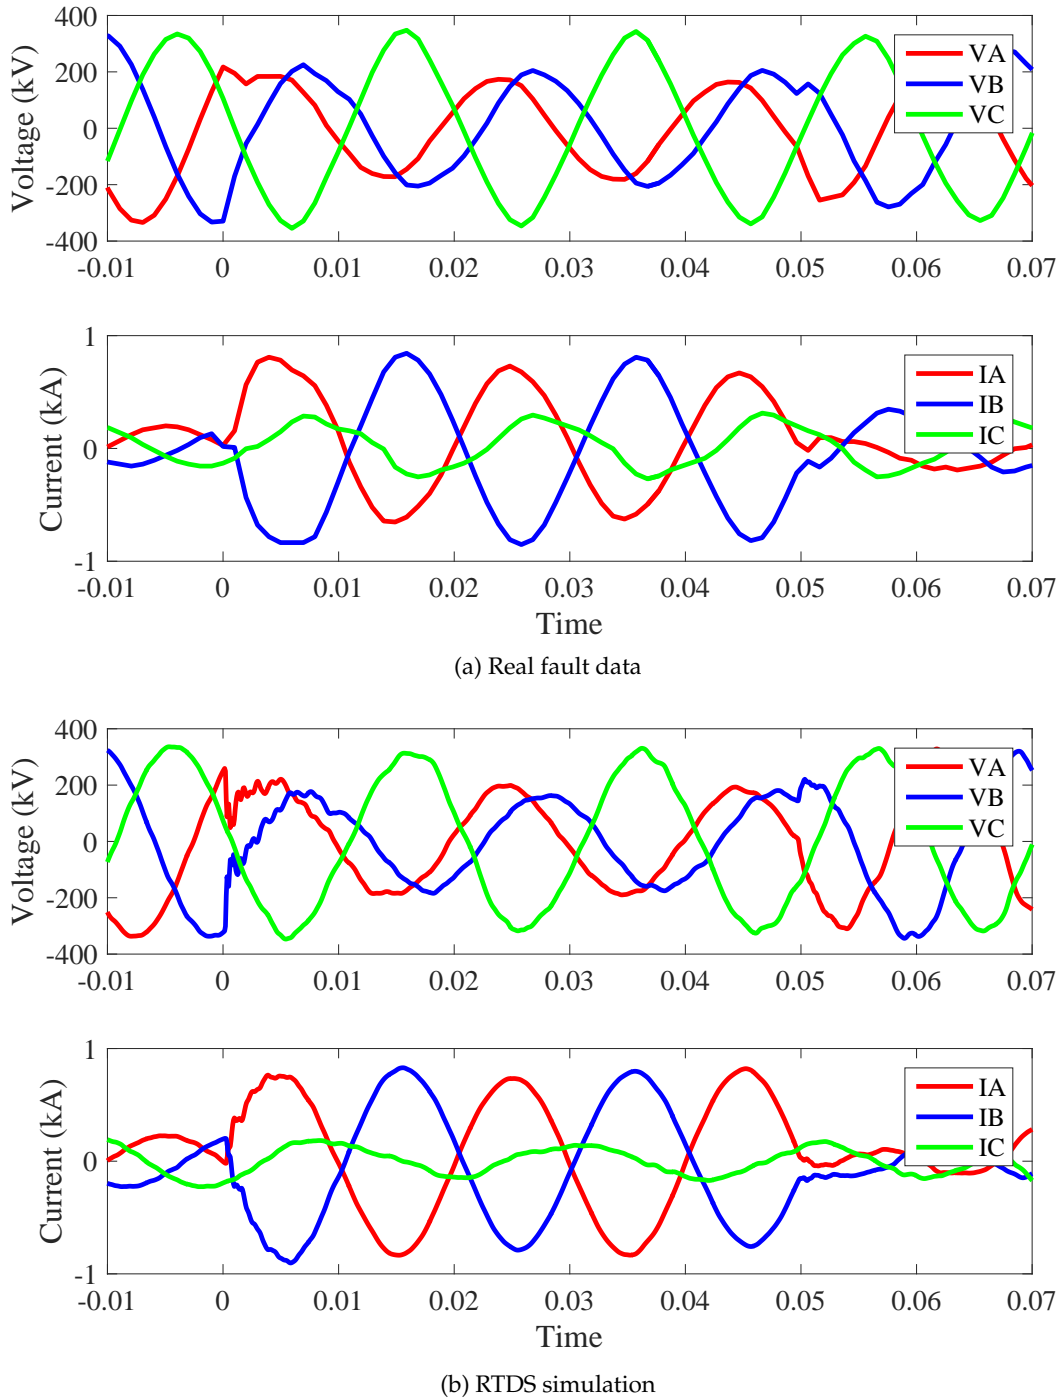 400
200
0
-200
-400
Voltage (kV)
VA
VB
VC
-0.01 0 0.01 0.02 0.03 0.04 0.05 0.06 0.07
1
0
-1
Current (kA)
IA
IB
IC
-0.01 0 0.01 0.02 0.03 0.04 0.05 0.06 0.07
Time
(a) Real fault data
400
200
0
-200
-400
Voltage (kV)
VA
VB
VC
-0.01 0 0.01 0.02 0.03 0.04 0.05 0.06 0.07
1
0
-1
Current (kA)
IA
IB
IC
-0.01 0 0.01 0.02 0.03 0.04 0.05 0.06 0.07
Time
(b) RTDS simulation